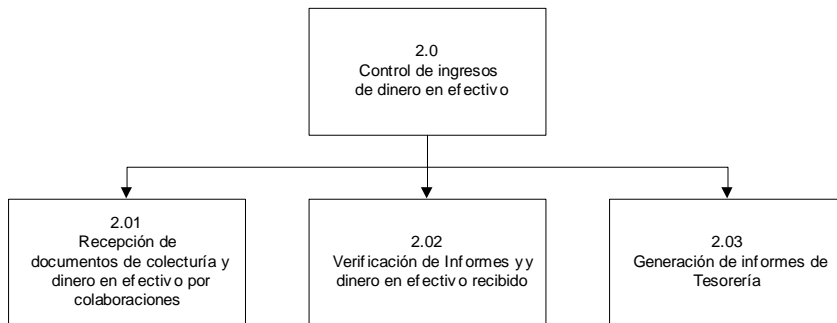 2.0
Control de ingresos
de dinero en efectivo
2.01
Recepción de
documentos de colecturía y
dinero en efectivo por
colaboraciones
2.02
Verificación de Informes yy
dinero en efectivo recibido
2.03
Generación de informes de
Tesorería